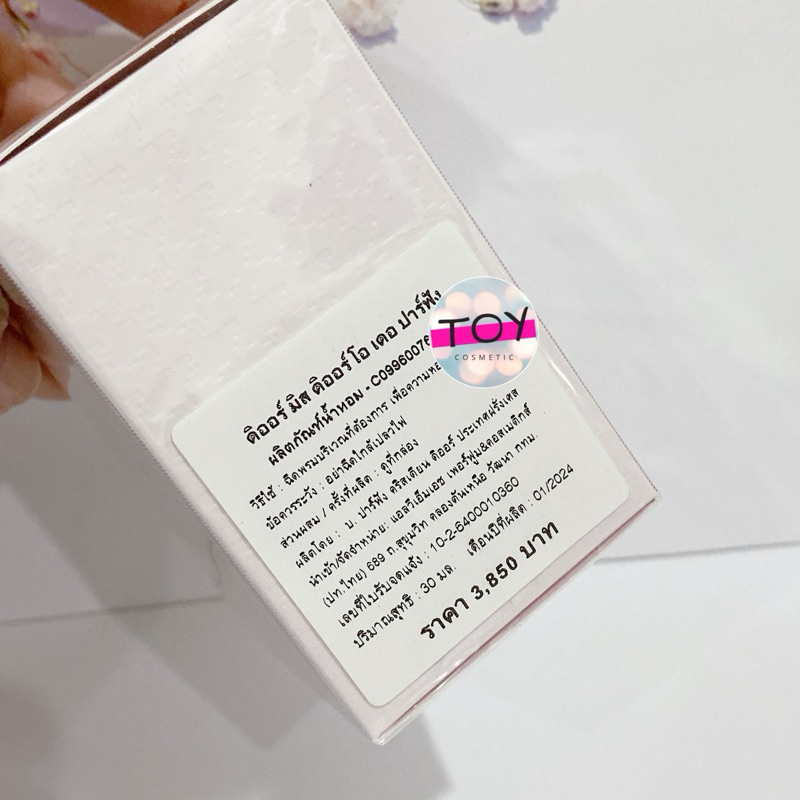 TOY
COSMETIC
ดิออร์ มิส ดิออร์ โอ เดอ ปาร์ฟัง
ผลิตภัณฑ์น้ำหอม - C0996007
วิธีใช้ : ฉีดพรมบริเวณที่ต้องการ เพื่อความ
ข้อควรระวัง : อย่าฉีดใกล้เปลวไฟ
ส่วนผสม / ครั้งที่ผลิต : ดูที่กล่อง
ผลิตโดย : บ. ปาร์ฟัง คริสเตียน ดิออร์ ประเทศฝรั่งเศส
นำเข้า/จัดจำหน่าย: แอลวีเอ็มเอช เพอร์ฟูม&คอสเมติกส์
(ปท.ไทย) 689 ถ.สุขุมวิท คลองตันเหนือ วัฒนา กทม.
เลขที่ใบรับจดแจ้ง : 10-2-6400010360
ปริมาณสุทธิ : 30 มล. เดือนปีที่ผลิต : 01/2024
ราคา 3,850 บาท